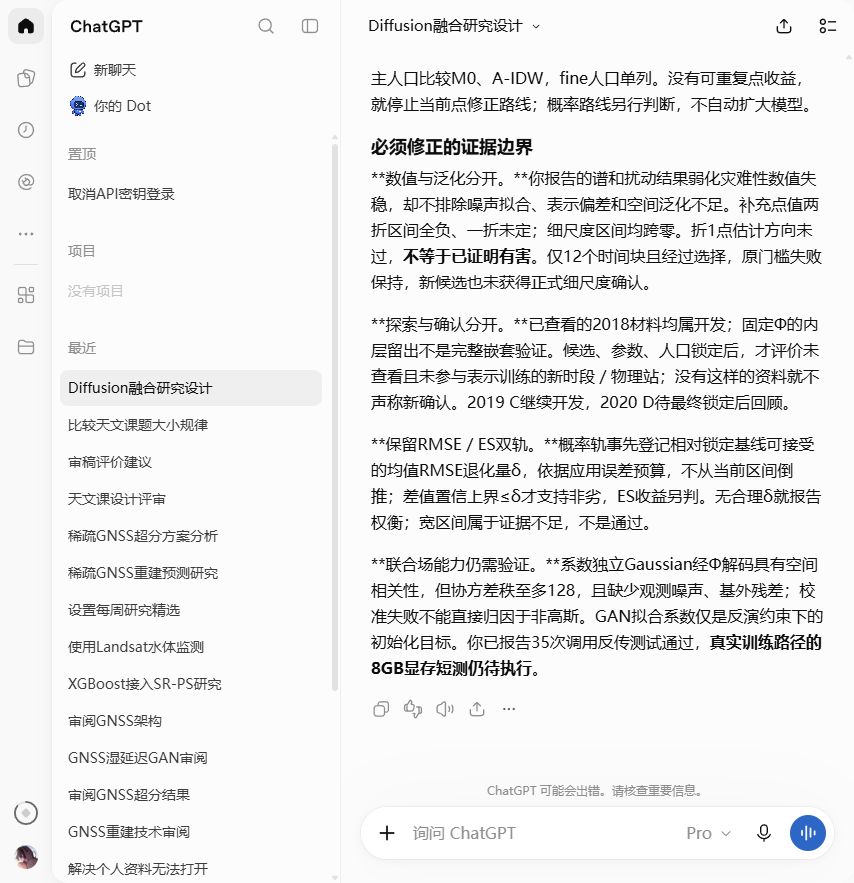 ChatGPT
新聊天
你的 Dot
置顶
取消API密钥登录
项目
没有项目
最近
Diffusion融合研究设计
比较天文课题大小规律
审稿评价建议
天文课设计评审
稀疏GNSS超分方案分析
稀疏GNSS重建预测研究
设置每周研究精选
使用Landsat水体监测
XGBoost接入SR-PS研究
审阅GNSS架构
GNSS湿延迟GAN审阅
审阅GNSS超分结果
GNSS重建技术审阅
解决个人资料无法打开
Diffusion融合研究设计
主人口比较M0、A-IDW，fine人口单列。没有可重复点收益，
就停止当前点修正路线；概率路线另行判断，不自动扩大模型。
必须修正的证据边界
**数值与泛化分开。**你报告的谱和扰动结果弱化灾难性数值失
稳，却不排除噪声拟合、表示偏差和空间泛化不足。补充点值两
折区间全负、一折未定；细尺度区间均跨零。折1点估计方向未
过，不等于已证明有害。仅12个时间块且经过选择，原门槛失败
保持，新候选也未获得正式细尺度确认。
**探索与确认分开。**已查看的2018材料均属开发；固定Φ的内
层留出不是完整嵌套验证。候选、参数、人口锁定后，才评价未
查看且未参与表示训练的新时段 / 物理站；没有这样的资料就不
声称新确认。2019 C继续开发，2020 D待最终锁定后回顾。
**保留RMSE / ES双轨。**概率轨事先登记相对锁定基线可接受
的均值RMSE退化量δ，依据应用误差预算，不从当前区间倒
推；差值置信上界≤δ才支持非劣，ES收益另判。无合理δ就报告
权衡；宽区间属于证据不足，不是通过。
**联合场能力仍需验证。**系数独立Gaussian经Φ解码具有空间
相关性，但协方差秩至多128，且缺少观测噪声、基外残差；校
准失败不能直接归因于非高斯。GAN拟合系数仅是反演约束下的
初始化目标。你已报告35次调用反传测试通过，真实训练路径的
8GB显存短测仍待执行。
ChatGPT 可能会出错。请核查重要信息。
询问 ChatGPT
Pro